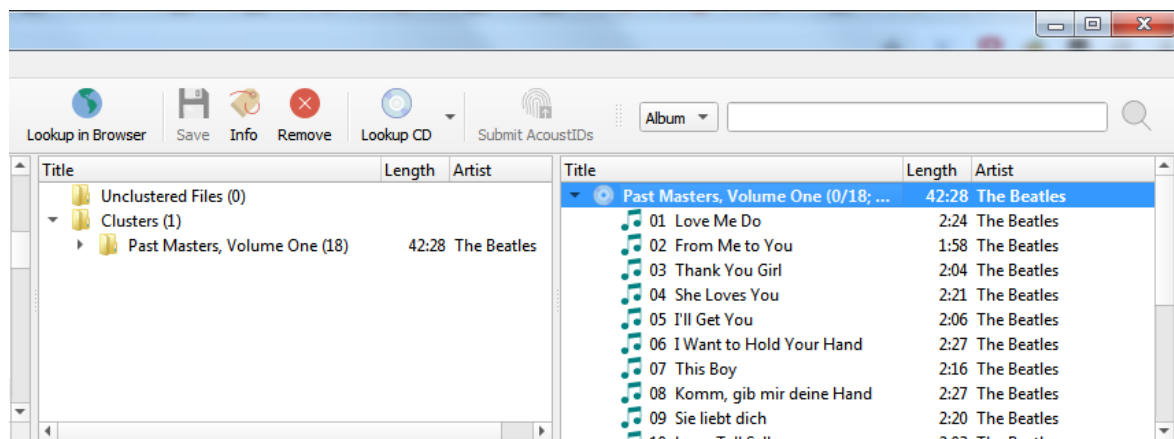 Lookup in Browser Save Info Remove Lookup CD Submit AcoustIDs Album
Title Length Artist
Unclustered Files (0)
Clusters (1)
Past Masters, Volume One (18) 42:28 The Beatles
Title Length Artist
Past Masters, Volume One (0/18; ... 42:28 The Beatles
01 Love Me Do 2:24 The Beatles
02 From Me to You 1:58 The Beatles
03 Thank You Girl 2:04 The Beatles
04 She Loves You 2:21 The Beatles
05 I'll Get You 2:06 The Beatles
06 I Want to Hold Your Hand 2:27 The Beatles
07 This Boy 2:16 The Beatles
08 Komm, gib mir deine Hand 2:27 The Beatles
09 Sie liebt dich 2:20 The Beatles